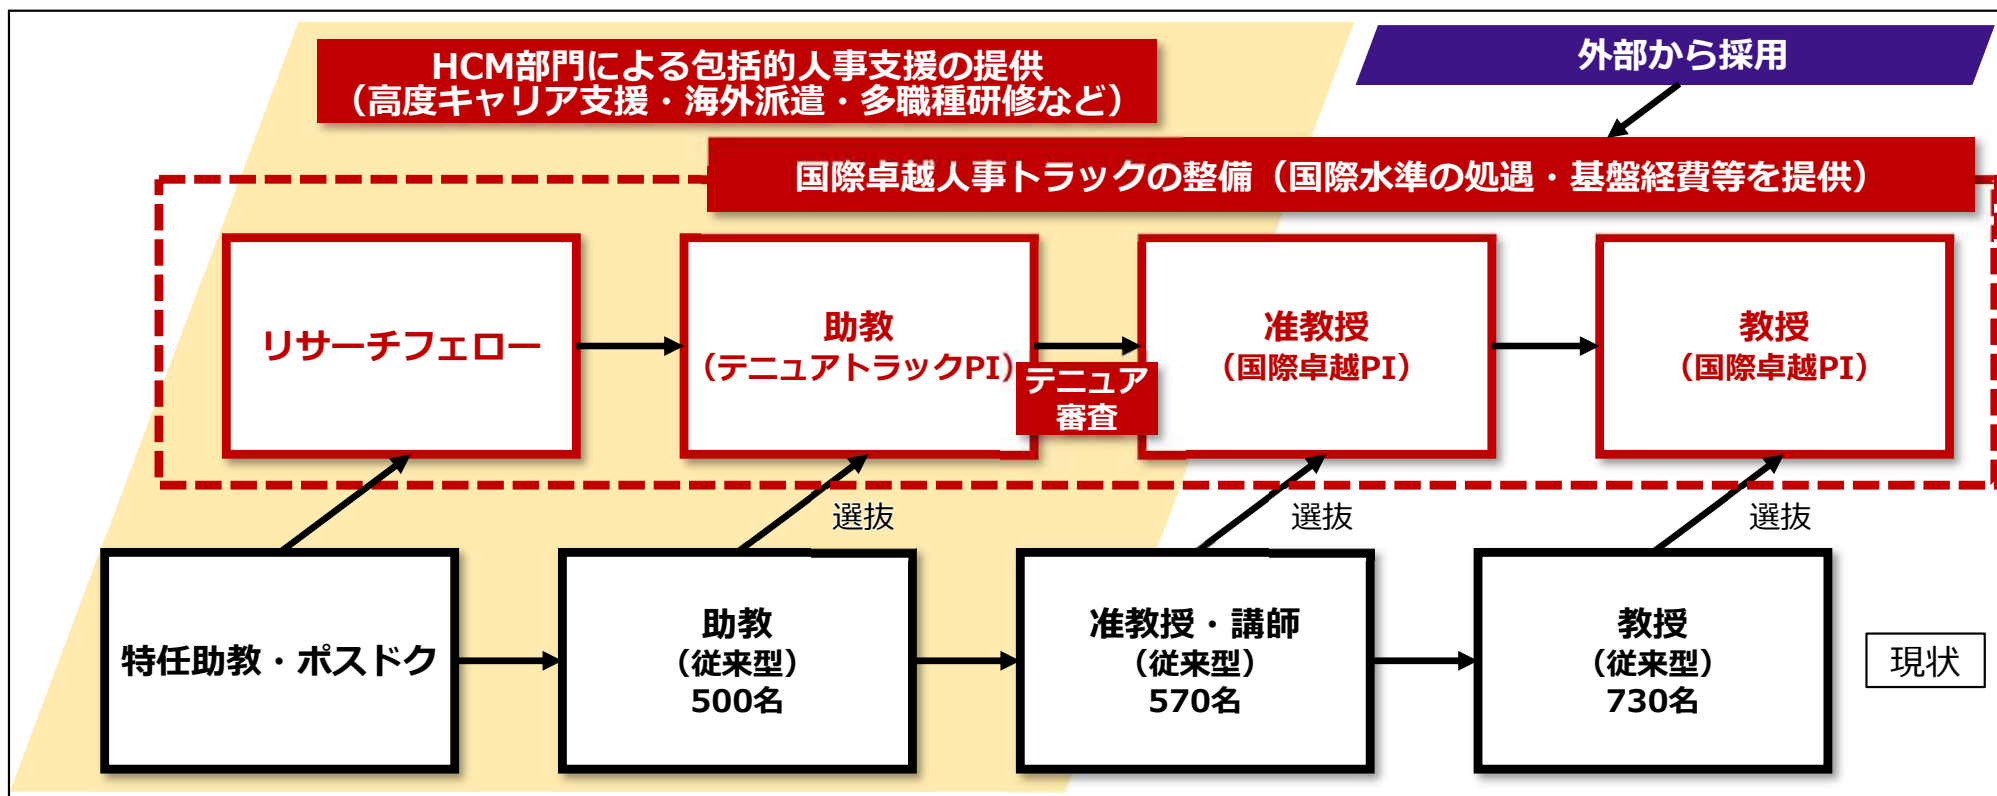 HCM部門による包括的人事支援の提供
（高度キャリア支援・海外派遣・多職種研修など）
外部から採用
国際卓越人事トラックの整備（国際水準の処遇・基盤経費等を提供）
リサーチフェロー
助教
（テニュアトラックPI）
テニュア
審査
准教授
（国際卓越PI）
教授
（国際卓越PI）
選抜
選抜
選抜
特任助教・ポスドク
助教
（従来型）
500名
准教授・講師
（従来型）
570名
教授
（従来型）
730名
現状